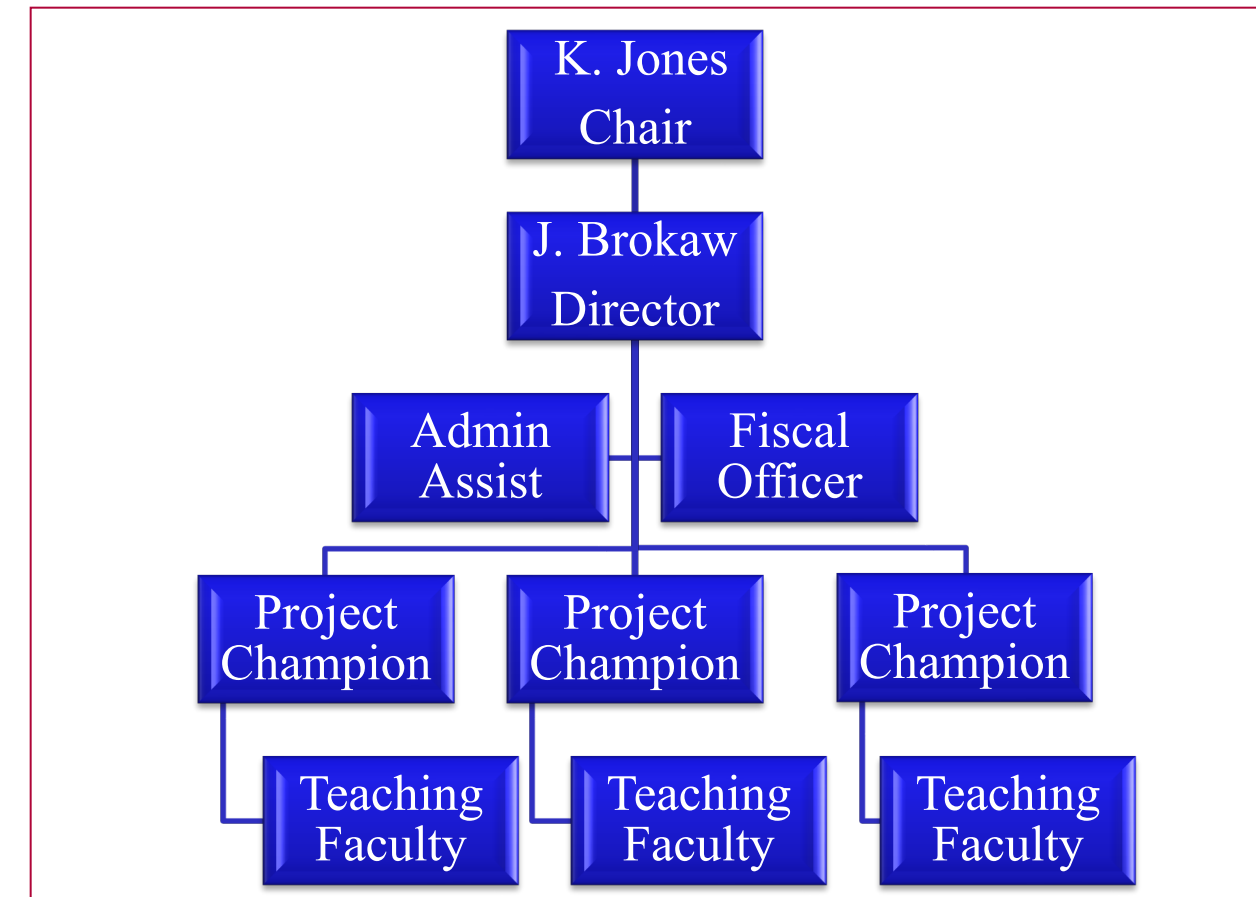 K. Jones
Chair
J. Brokaw
Director
Admin
Assist
Fiscal
Officer
Project
Champion
Project
Champion
Project
Champion
Teaching
Faculty
Teaching
Faculty
Teaching
Faculty